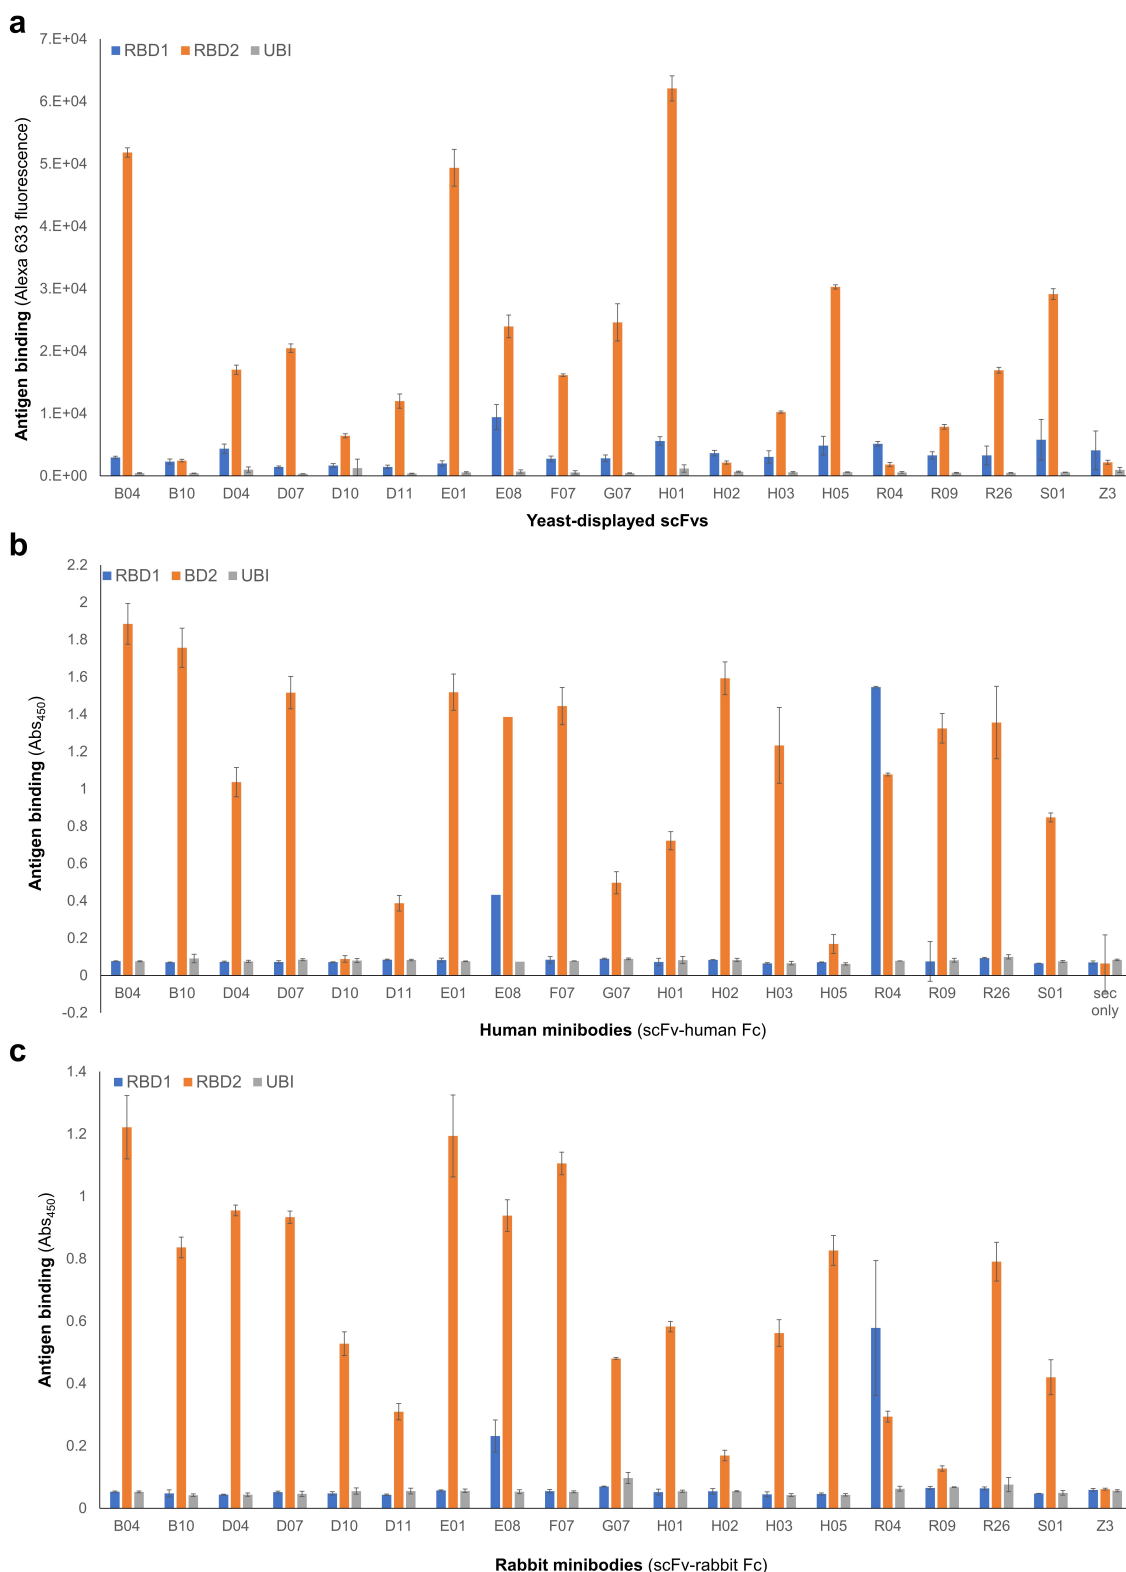 a
7.E+04
RBD1 RBD2 UBI
6.E+04
5.E+04
4.E+04
3.E+04
2.E+04
1.E+04
0.E+00
Antigen binding (Alexa 633 fluorescence)
B04 B10 D04 D07 D10 D11 E01 E08 F07 G07 H01 H02 H03 H05 R04 R09 R26 S01 Z3
Yeast-displayed scFvs
b
2.2
RBD1 BD2 UBI
2
1.8
1.6
1.4
1.2
1
0.8
0.6
0.4
0.2
0
-0.2
Antigen binding (Abs450)
B04 B10 D04 D07 D10 D11 E01 E08 F07 G07 H01 H02 H03 H05 R04 R09 R26 S01 sec
only
Human minibodies (scFv-human Fc)
c
1.4
RBD1 RBD2 UBI
1.2
1
0.8
0.6
0.4
0.2
0
Antigen binding (Abs450)
B04 B10 D04 D07 D10 D11 E01 E08 F07 G07 H01 H02 H03 H05 R04 R09 R26 S01 Z3
Rabbit minibodies (scFv-rabbit Fc)